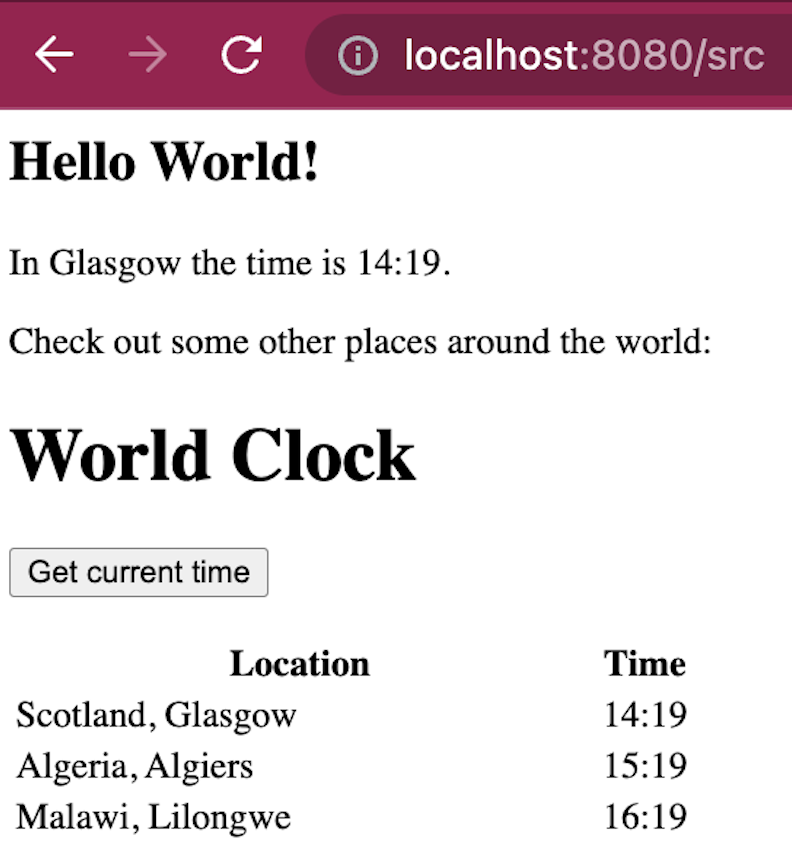 localhost:8080/src
Hello World!
In Glasgow the time is 14:19.
Check out some other places around the world:
World Clock
Get current time
Location Time
Scotland, Glasgow 14:19
Algeria, Algiers 15:19
Malawi, Lilongwe 16:19